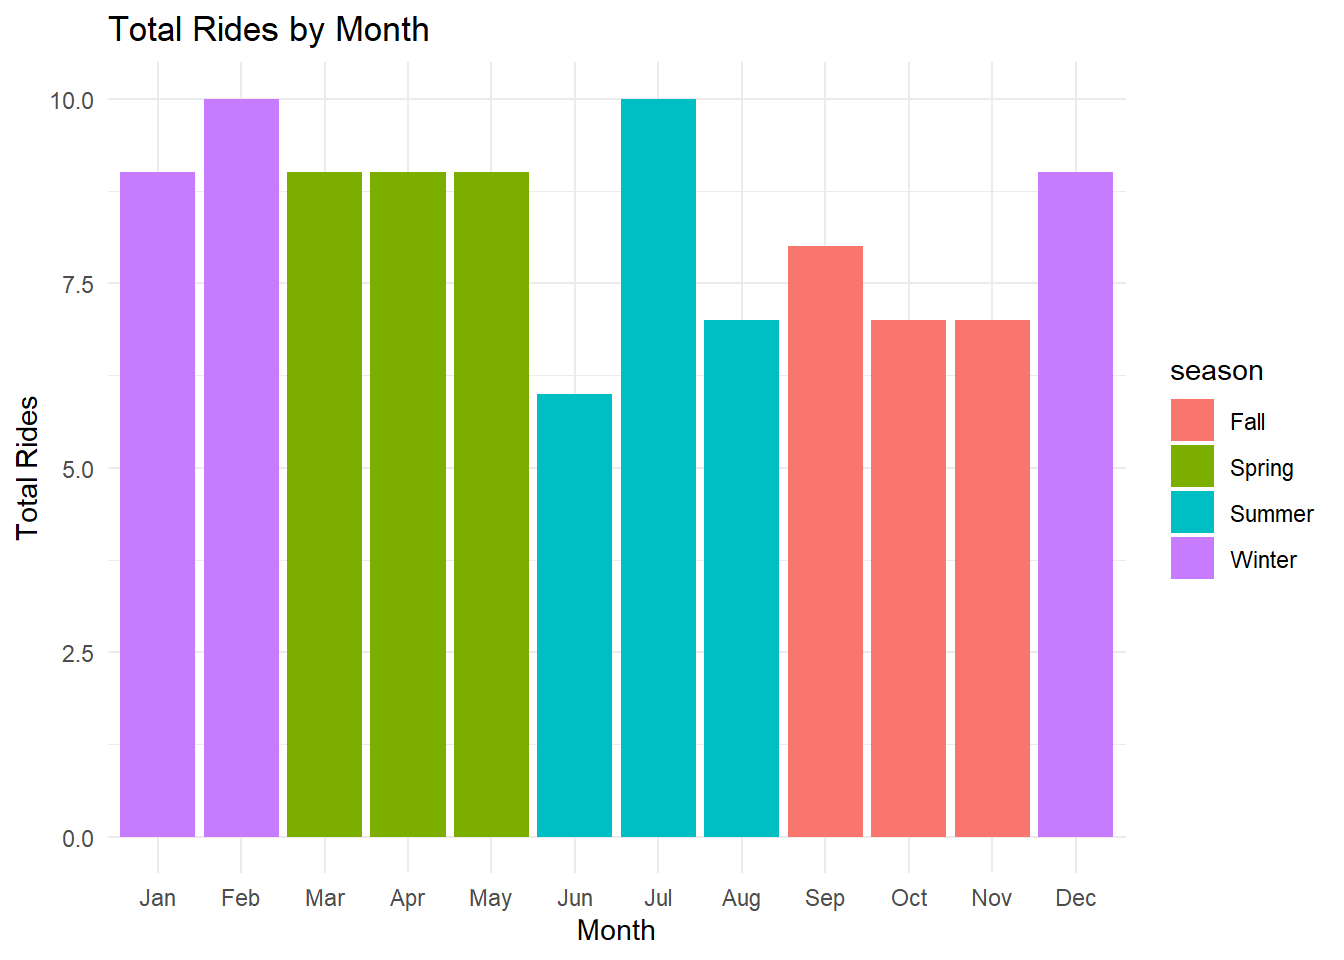 Total Rides by Month
10.0
7.5
5.0
2.5
0.0
Total Rides
Jan Feb Mar Apr May Jun Jul Aug Sep Oct Nov Dec
Month
season
Fall
Spring
Summer
Winter